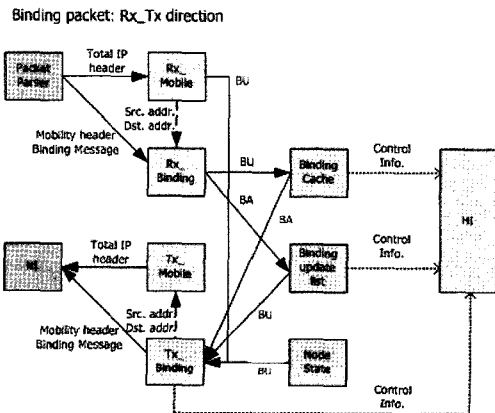 Binding packet: Rx_Tx direction
Packet
Parser
Total IP
header
Rx_
Mobile
BU
Src. addr.
Dst. addr.
Mobility header
Binding Message
Rx_
Binding
BU
BA
Binding
Cache
Control
Info.
BA
Total IP
header
Tx_
Mobile
Binding
update
list
Control
Info.
Src. addr.
Dst. addr.
BU
Mobility header
Binding Message
Tx_
Binding
BU
Node
State
Control
Info.